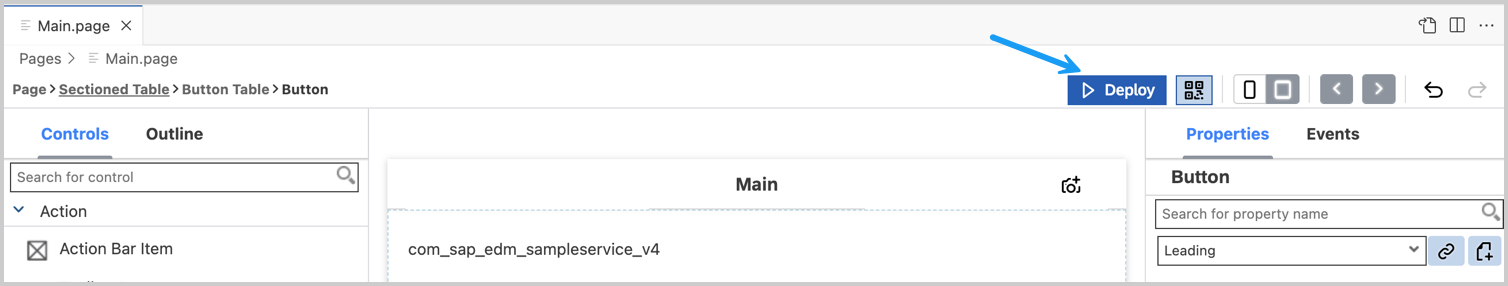 Main.page
Pages > Main.page
Page > Sectioned Table > Button Table > Button
Deploy
Controls Outline
Search for control
Action
Action Bar Item
Main
com_sap_edm_sampleservice_v4
Properties Events
Button
Search for property name
Leading